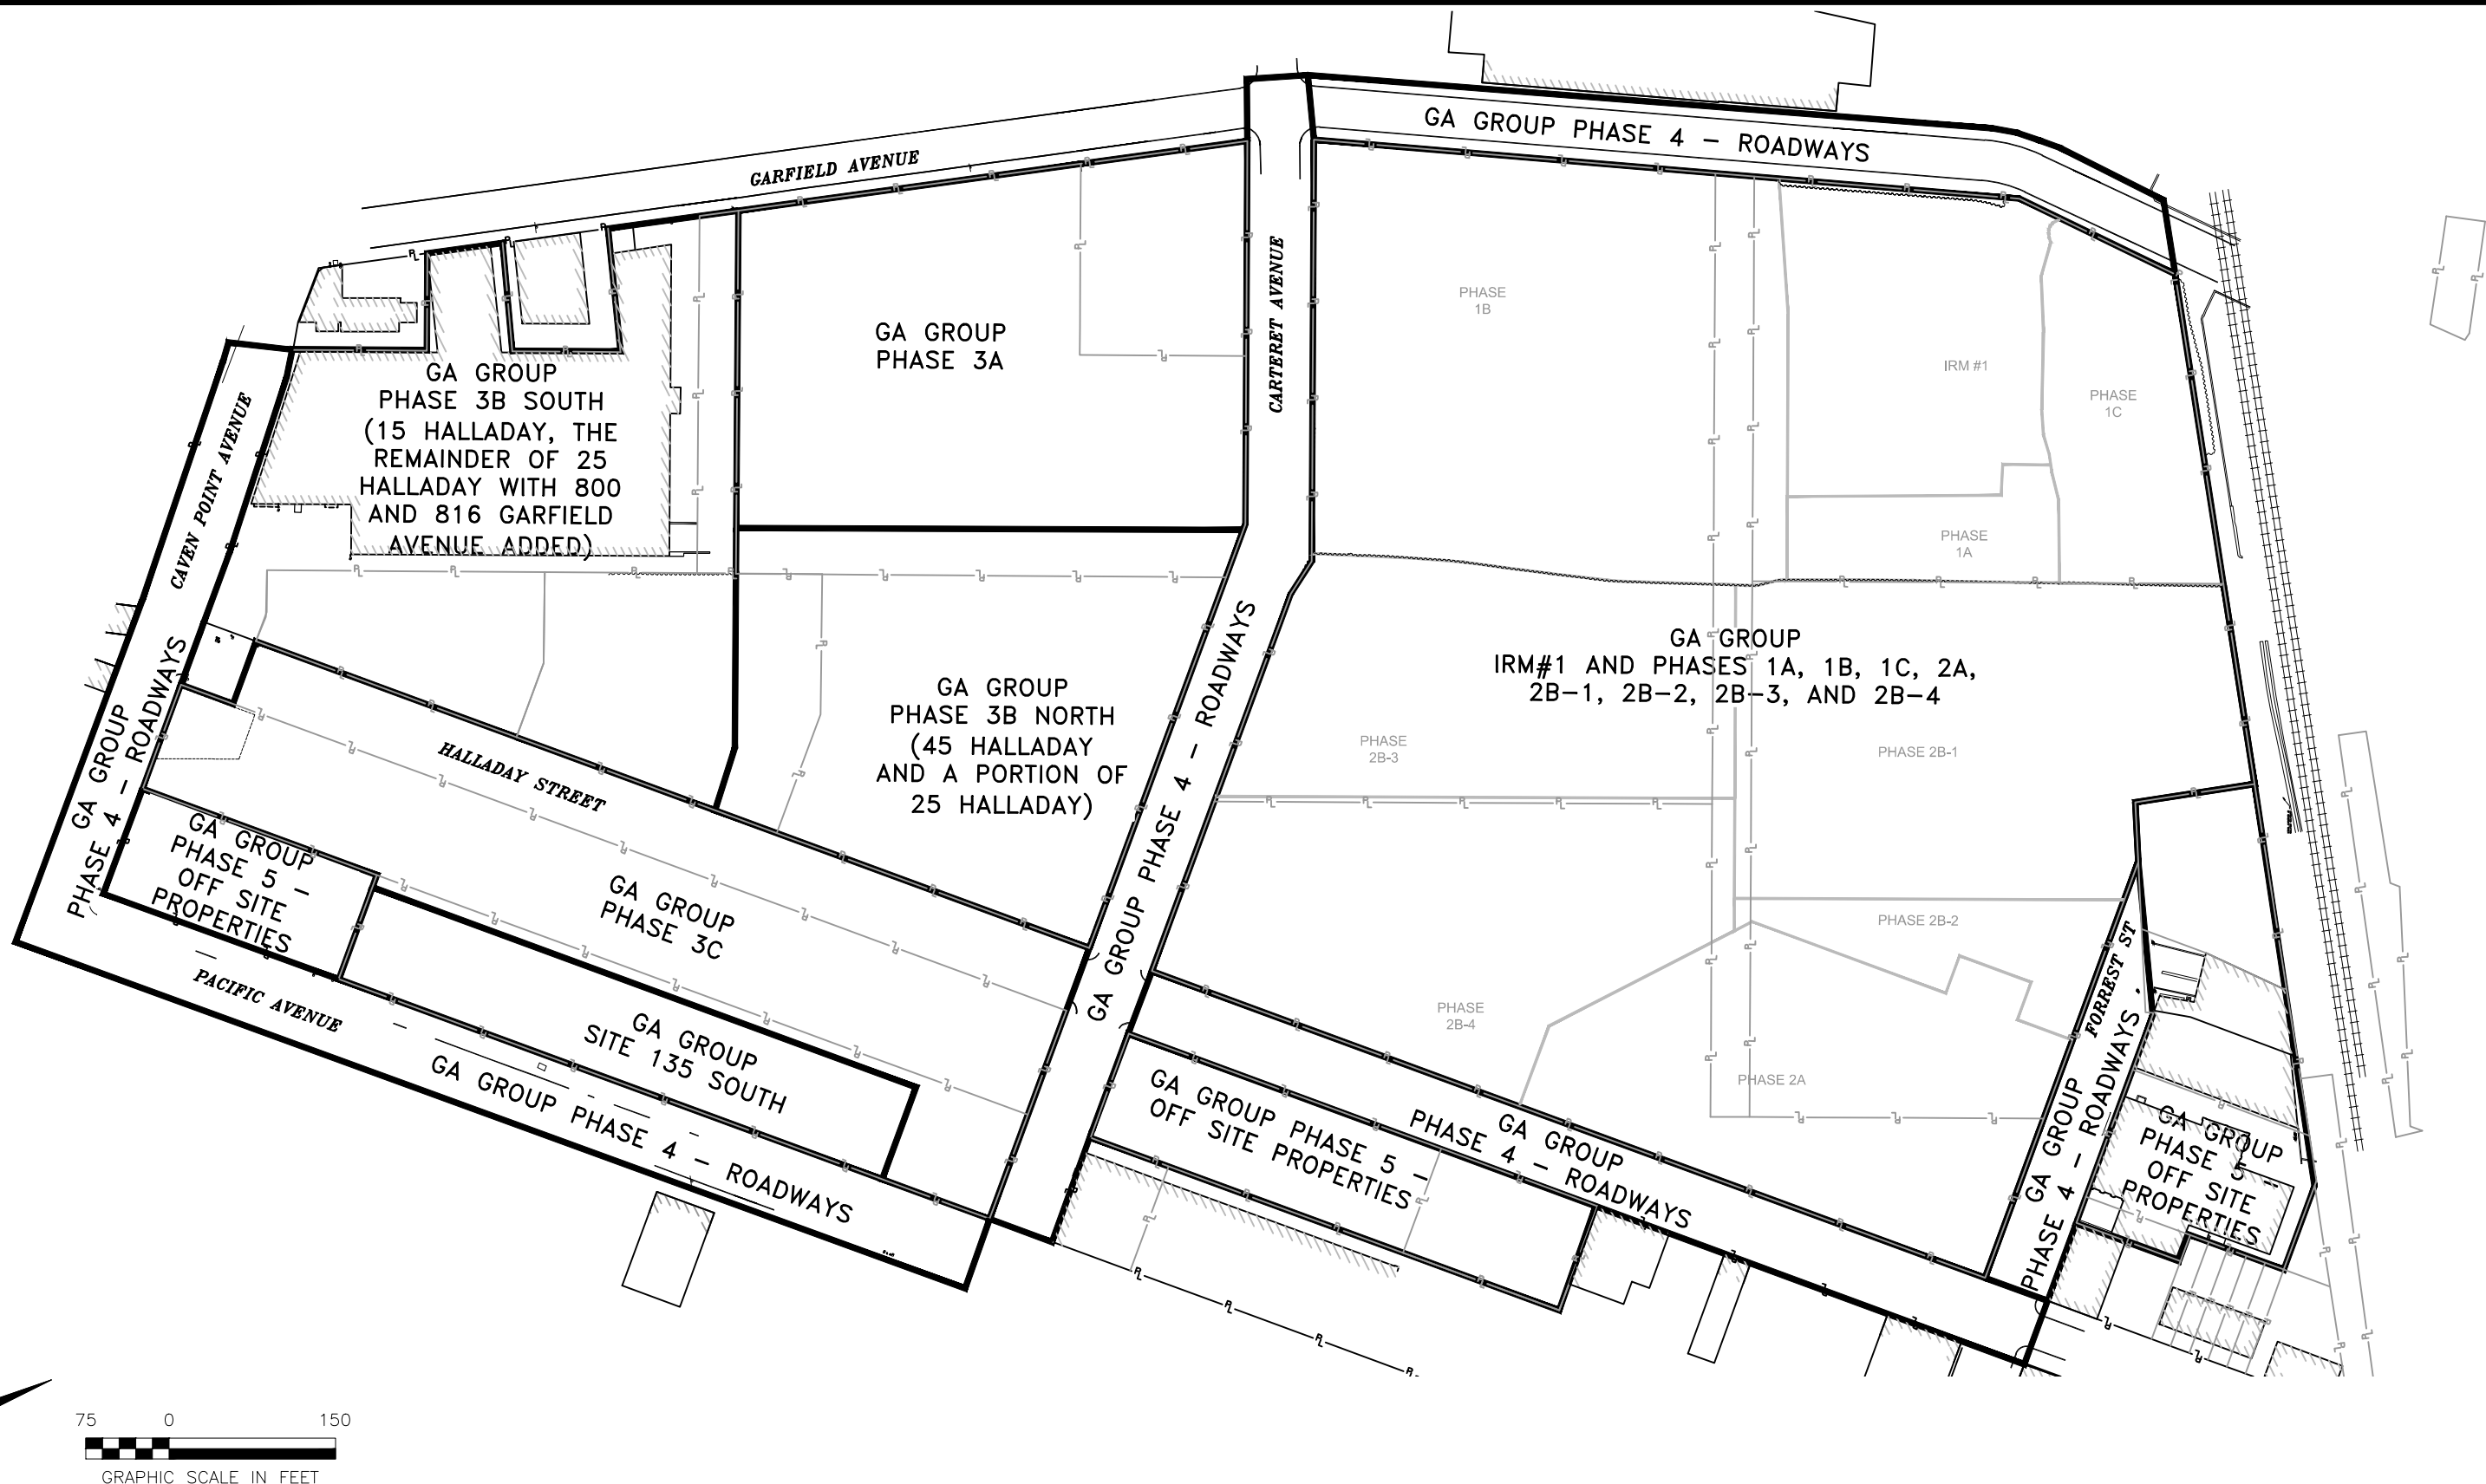 GA GROUP PHASE 4 - ROADWAYS
GARFIELD AVENUE
GA GROUP
PHASE 3A
CARTERET AVENUE
PHASE
1B
IRM #1
PHASE
1C
PHASE
1A
GA GROUP
PHASE 3B SOUTH
(15 HALLADAY, THE
REMAINDER OF 25
HALLADAY WITH 800
AND 816 GARFIELD
AVENUE ADDED)
CAVEN POINT AVENUE
GA GROUP
PHASE 4 - ROADWAYS
GA GROUP
IRM#1 AND PHASES 1A, 1B, 1C, 2A,
2B-1, 2B-2, 2B-3, AND 2B-4
GA GROUP
PHASE 3B NORTH
(45 HALLADAY
AND A PORTION OF
25 HALLADAY)
GA GROUP PHASE 4 - ROADWAYS
PHASE
2B-3
PHASE 2B-1
HALLADAY STREET
GA GROUP
PHASE 5 -
OFF SITE
PROPERTIES
GA GROUP
PHASE 3C
PHASE 2B-2
FORREST ST
PACIFIC AVENUE
GA GROUP
SITE 135 SOUTH
PHASE
2B-4
PHASE 2A
GA GROUP PHASE 4 - ROADWAYS
GA GROUP PHASE 5 -
OFF SITE PROPERTIES
GA GROUP
PHASE 4 - ROADWAYS
GA GROUP
PHASE 4 - ROADWAYS
GA GROUP
PHASE 5 -
OFF SITE
PROPERTIES
75 0 150
GRAPHIC SCALE IN FEET